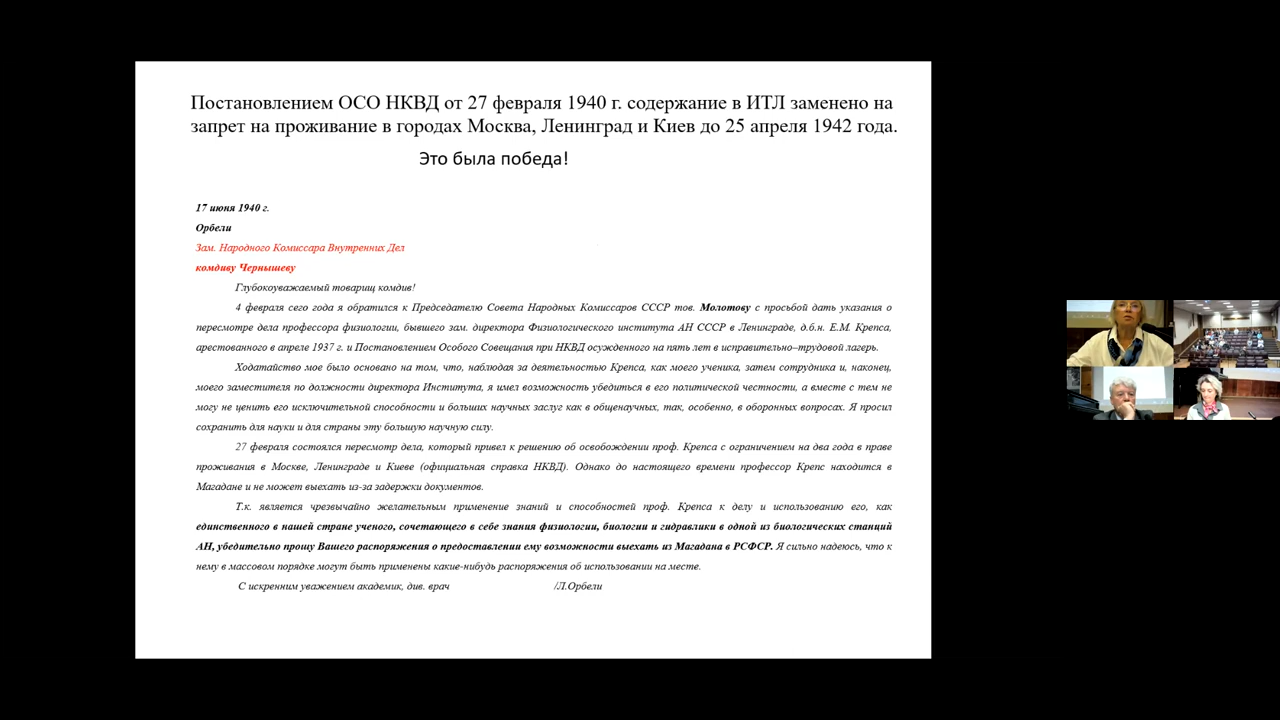 Постановлением ОСО НКВД от 27 февраля 1940 г. содержание в ИТЛ заменено на
запрет на проживание в городах Москва, Ленинград и Киев до 25 апреля 1942 года.
Это была победа!
17 июня 1940 г.
Орбели
Зам. Народного Комиссара Внутренних Дел
комдиву Чернышеву
Глубокоуважаемый товарищ комдив!
4 февраля сего года я обратился к Председателю Совета Народных Комиссаров СССР тов. Молотову с просьбой дать указания о
пересмотре дела профессора физиологии, бывшего зам. директора Физиологического института АН СССР в Ленинграде, д.б.н. Е.М. Крепса,
арестованного в апреле 1937 г. и Постановлением Особого Совещания при НКВД осужденного на пять лет в исправительно–трудовой лагерь.
Ходатайство мое было основано на том, что, наблюдая за деятельностью Крепса, как моего ученика, затем сотрудника и, наконец,
моего заместителя по должности директора Института, я имел возможность убедиться в его политической честности, а вместе с тем не
могу не ценить его исключительной способности и больших научных заслуг как в общенаучных, так, особенно, в оборонных вопросах. Я просил
сохранить для науки и для страны эту большую научную силу.
27 февраля состоялся пересмотр дела, который привел к решению об освобождении проф. Крепса с ограничением на два года в праве
проживания в Москве, Ленинграде и Киеве (официальная справка НКВД). Однако до настоящего времени профессор Крепс находится в
Магадане и не может выехать из-за задержки документов.
Т.к. является чрезвычайно желательным применение знаний и способностей проф. Крепса к делу и использованию его, как
единственного в нашей стране ученого, сочетающего в себе знания физиологии, биологии и гидравлики в одной из биологических станций
АН, убедительно прошу Вашего распоряжения о предоставлении ему возможности выехать из Магадана в РСФСР. Я сильно надеюсь, что к
нему в массовом порядке могут быть применены какие-нибудь распоряжения об использовании на месте.
С искренним уважением академик, див. врач /Л.Орбели